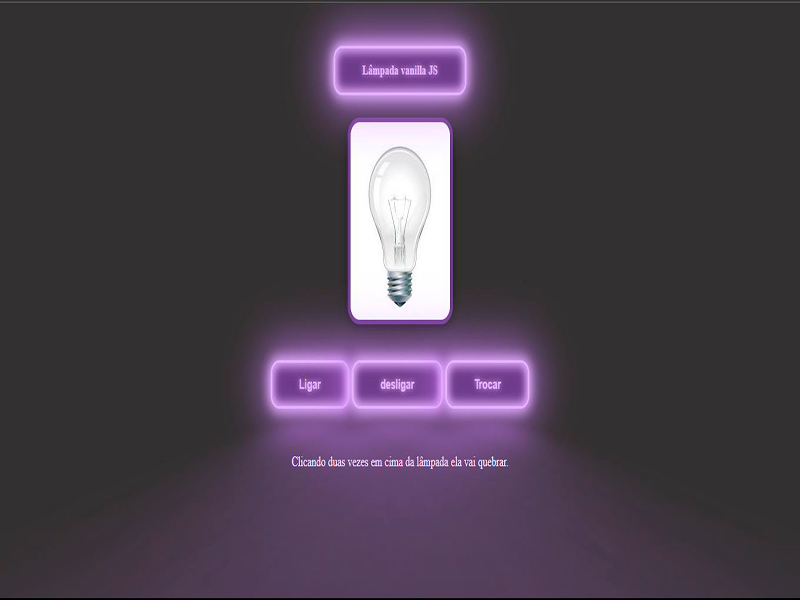 Lâmpada vanilla JS
Ligar
desligar
Trocar
Clicando duas vezes em cima da lâmpada ela vai quebrar.